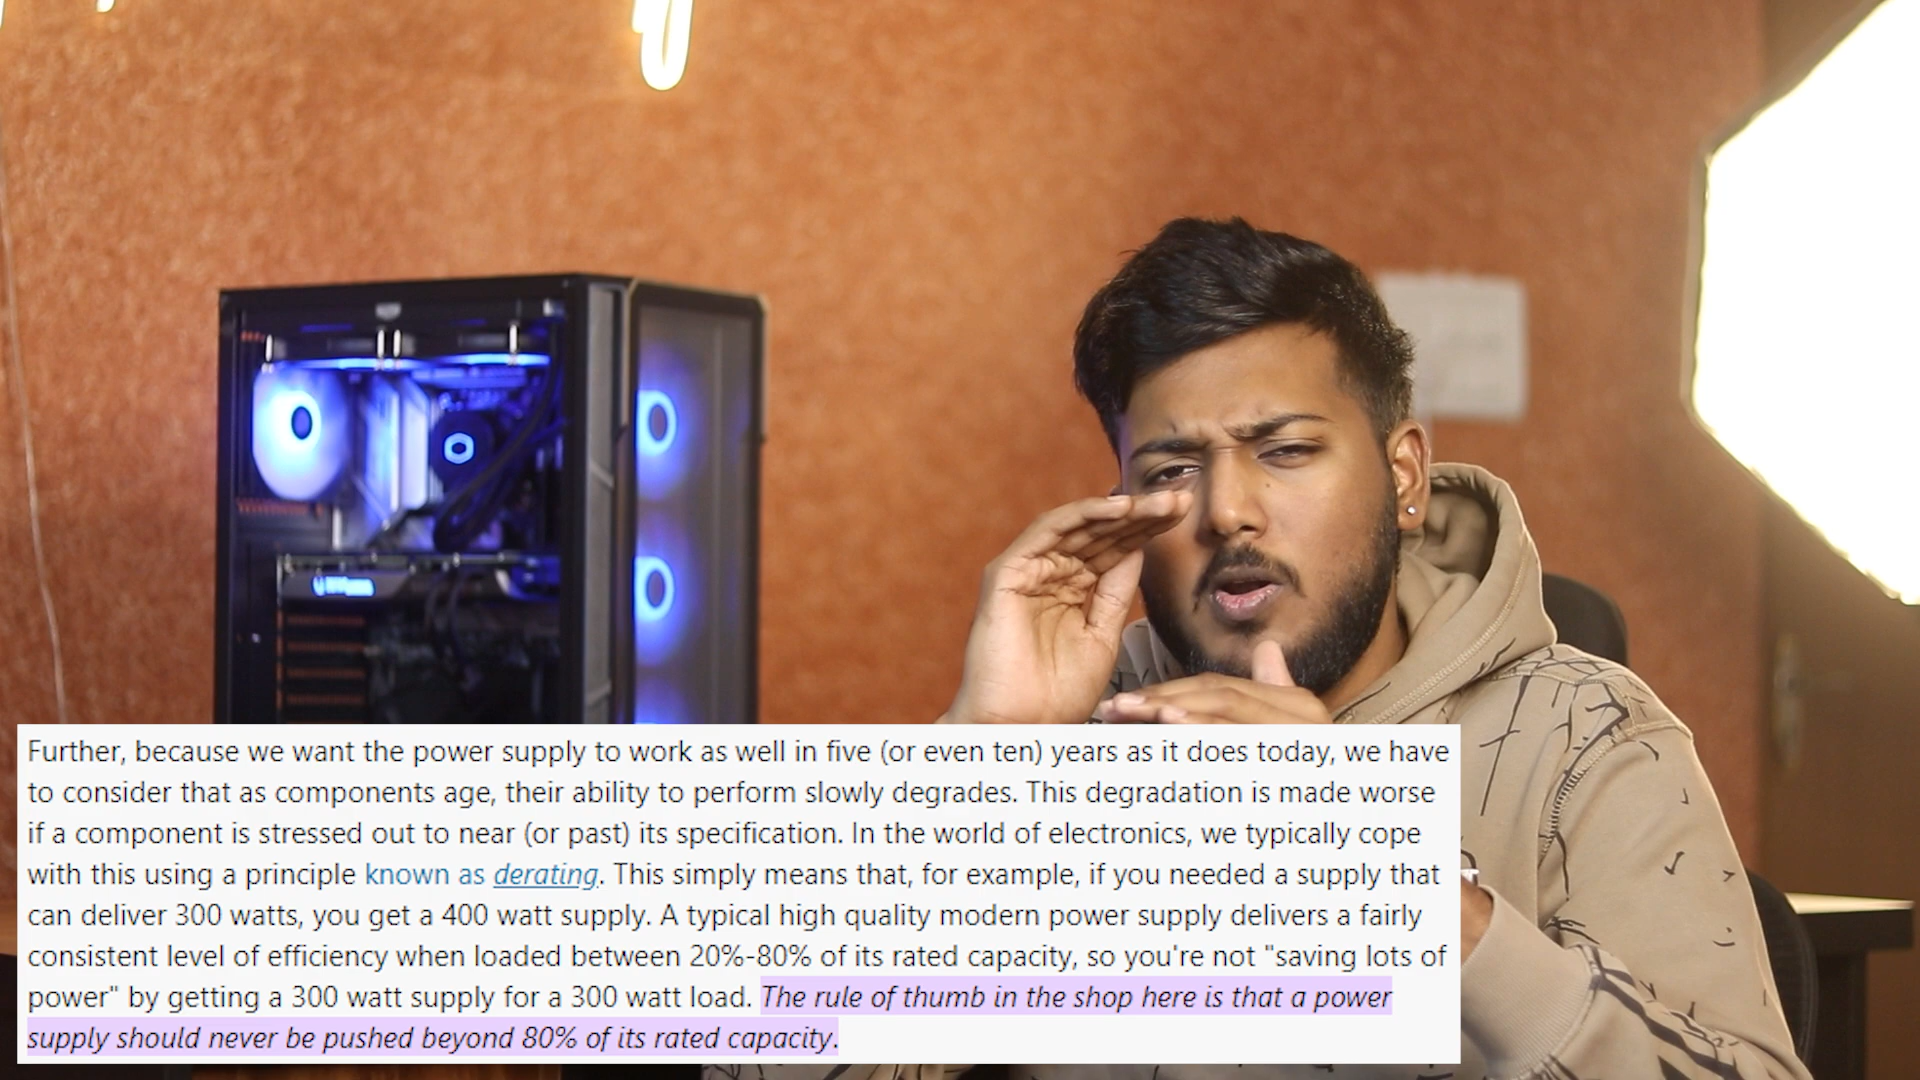 Further, because we want the power supply to work as well in five (or even ten) years as it does today, we have
to consider that as components age, their ability to perform slowly degrades. This degradation is made worse
if a component is stressed out to near (or past) its specification. In the world of electronics, we typically cope
with this using a principle known as derating. This simply means that, for example, if you needed a supply that
can deliver 300 watts, you get a 400 watt supply. A typical high quality modern power supply delivers a fairly
consistent level of efficiency when loaded between 20%-80% of its rated capacity, so you're not "saving lots of
power" by getting a 300 watt supply for a 300 watt load. The rule of thumb in the shop here is that a power
supply should never be pushed beyond 80% of its rated capacity.